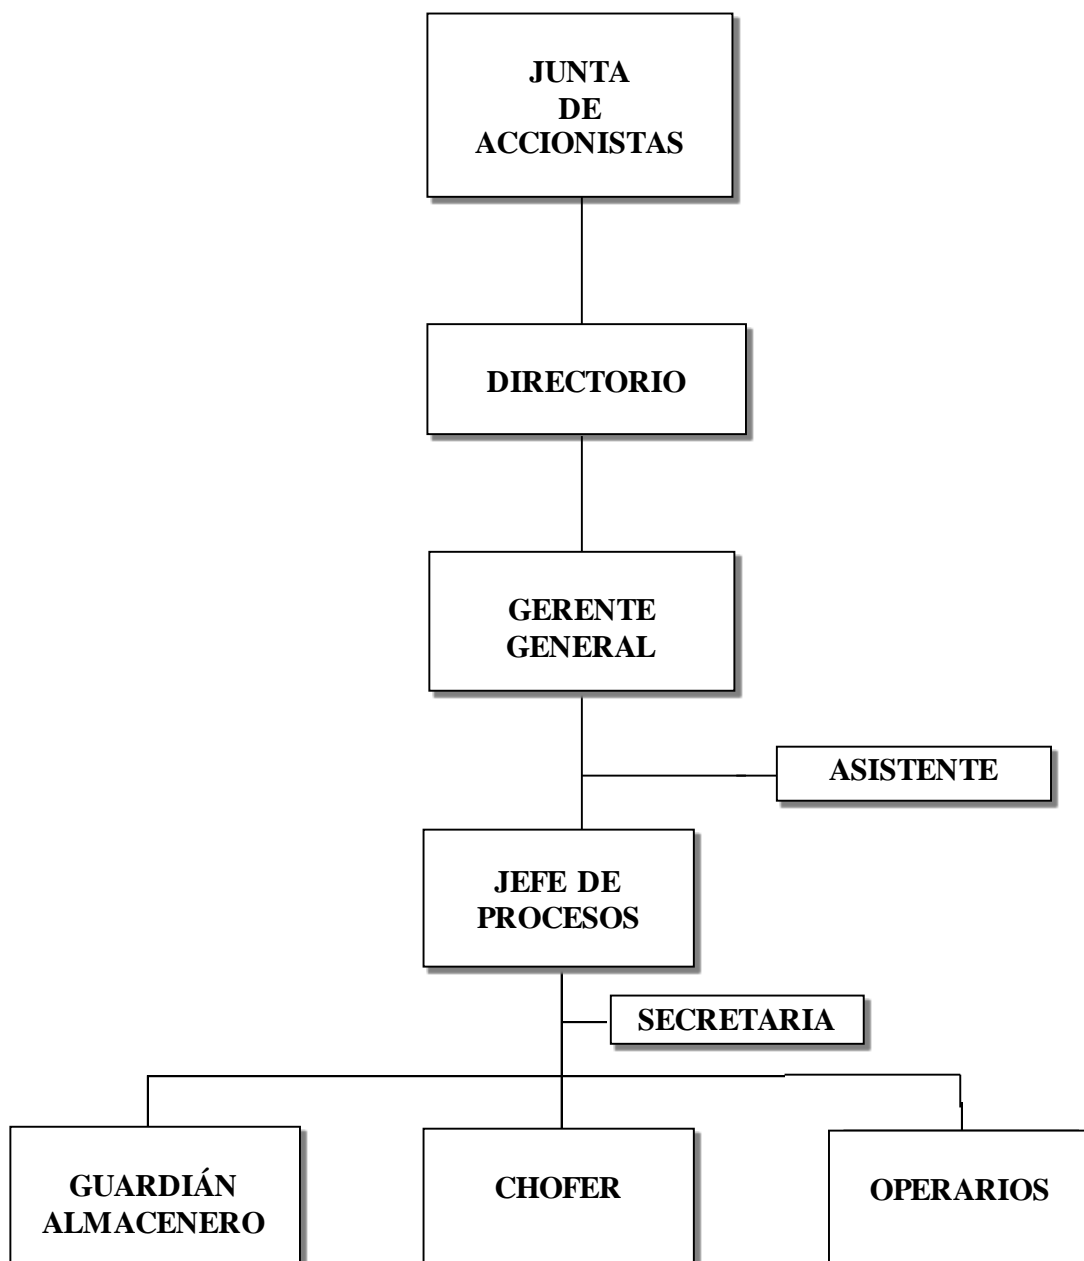 JUNTA
DE
ACCIONISTAS
DIRECTORIO
GERENTE
GENERAL
ASISTENTE
JEFE DE
PROCESOS
SECRETARIA
GUARDIÁN
ALMACENERO
CHOFER
OPERARIOS